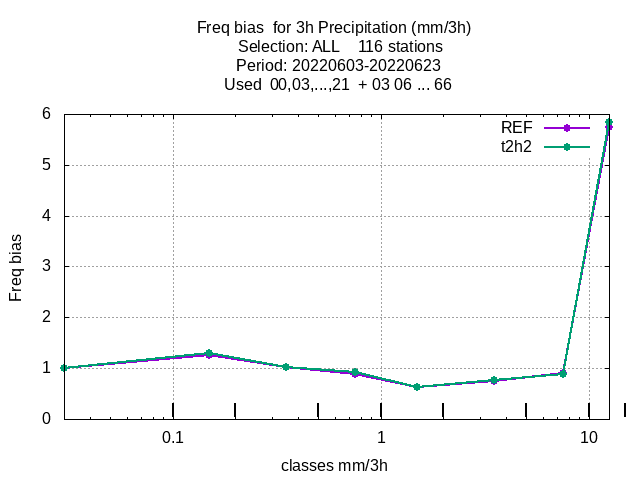 Freq bias  for 3h Precipitation (mm/3h)
Selection: ALL    116 stations
Period: 20220603-20220623
Used  00,03,...,21  + 03 06 ... 66
REF
t2h2
6
5
4
3
2
1
0
Freq bias
0.1 1 10
classes mm/3h